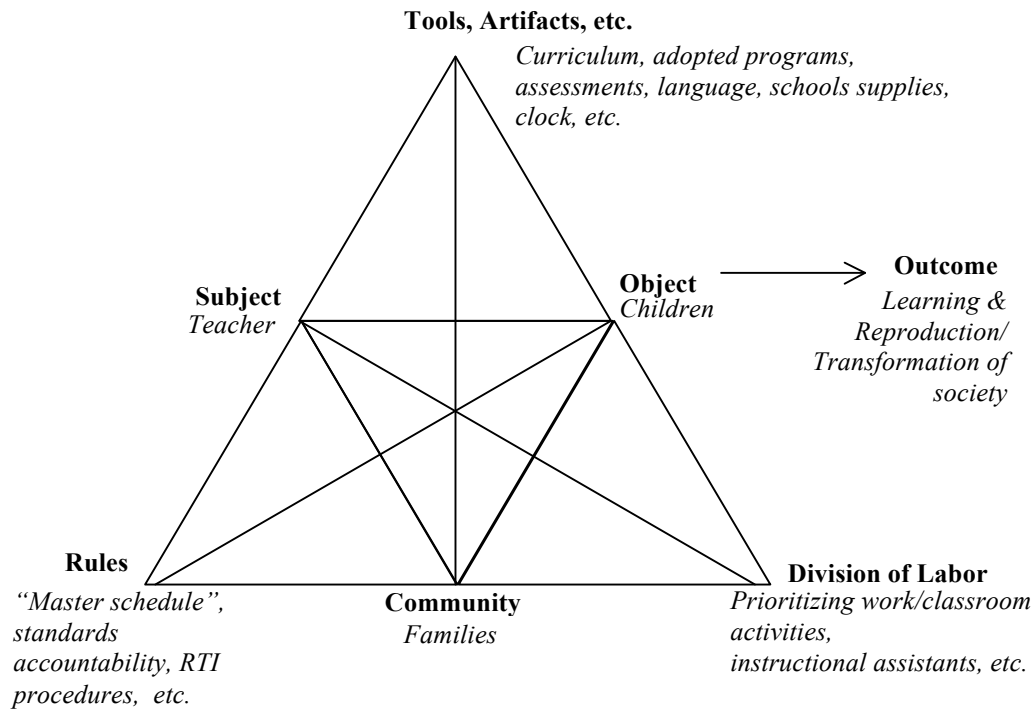 Tools, Artifacts, etc.
Curriculum, adopted programs,
assessments, language, schools supplies,
clock, etc.
Subject
Teacher
Object
Children
Outcome
Learning &
Reproduction/
Transformation of
society
Rules
“Master schedule”,
standards
accountability, RTI
procedures, etc.
Community
Families
Division of Labor
Prioritizing work/classroom
activities,
instructional assistants, etc.